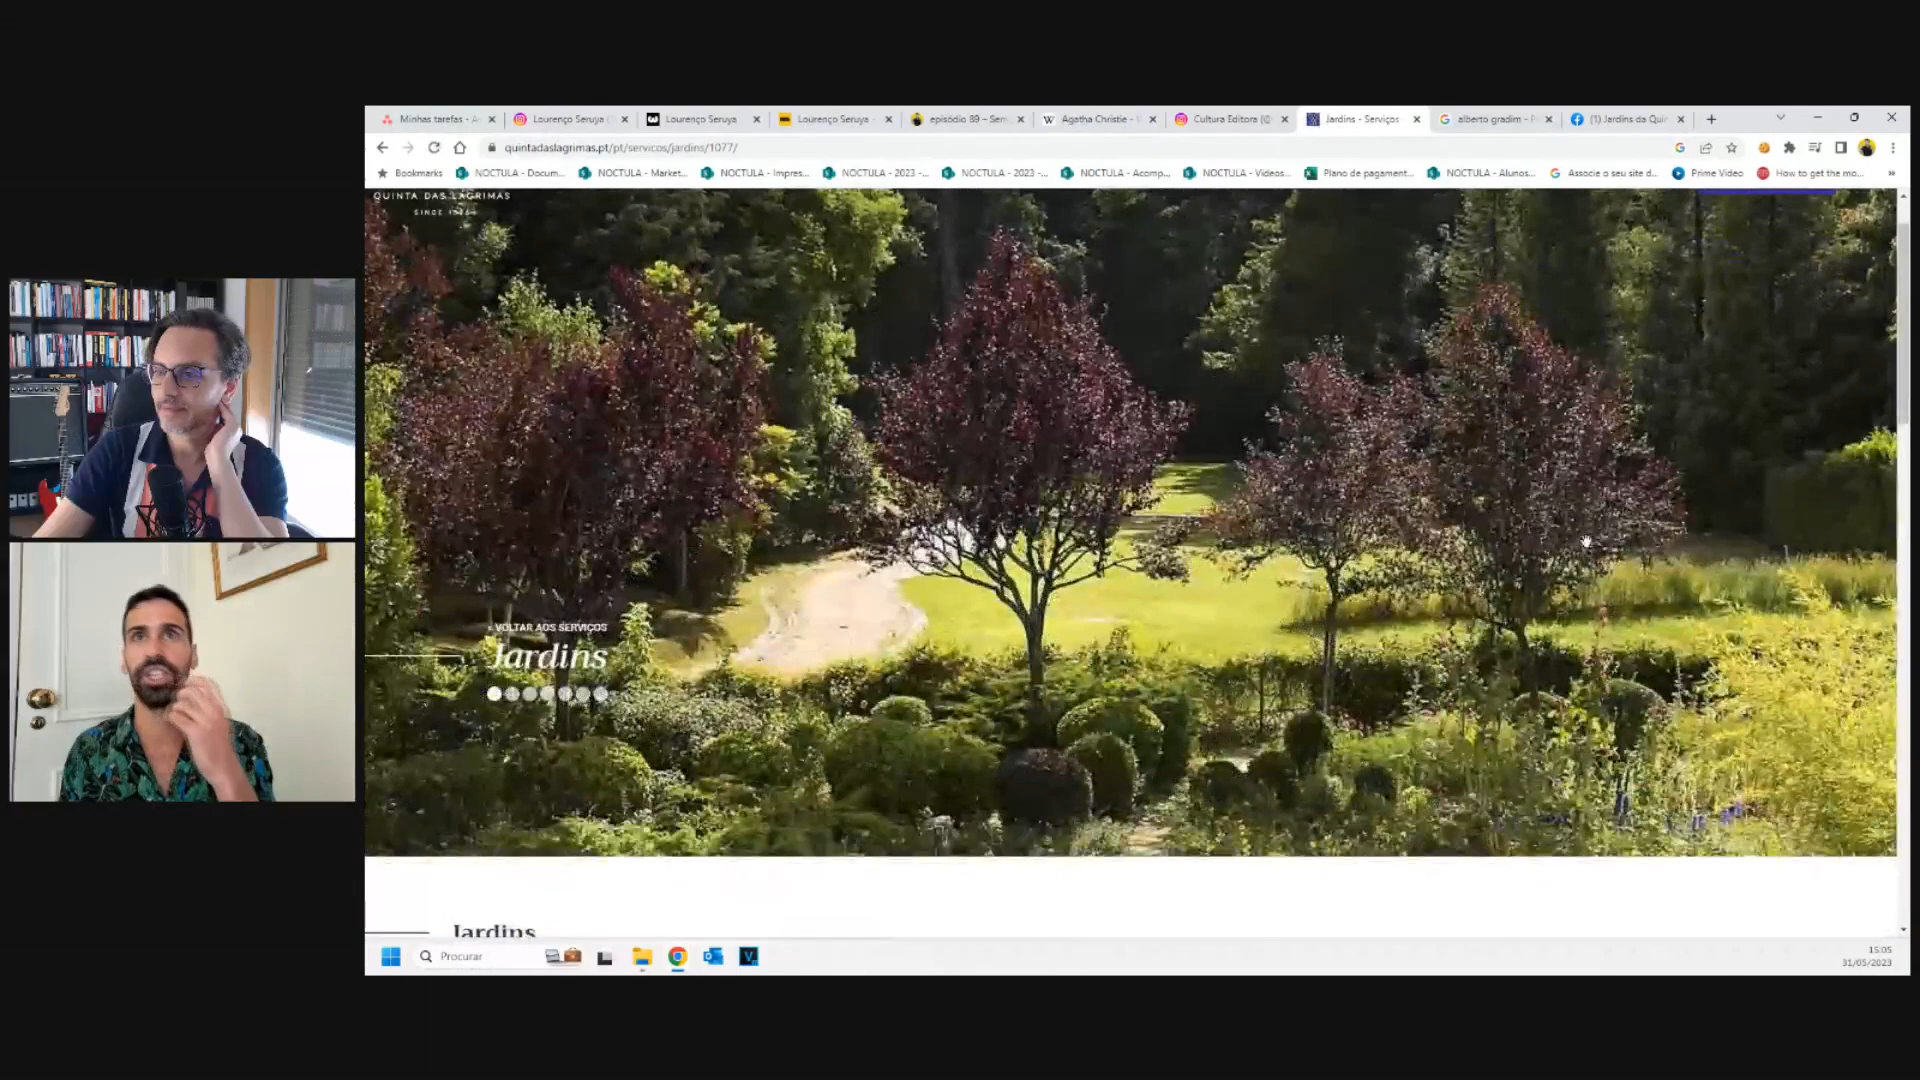 Minhas tarefas - A
Lourenço Seruya (
Lourenço Seruya
Lourenço Seruya -
episódio 89 – Sem
Agatha Christie - W
Cultura Editora (@
Jardins - Serviços
alberto gradim - P
(1) Jardins da Quin
quintadaslagrimas.pt/pt/servicos/jardins/1077/
Bookmarks
NOCTULA - Docum...
NOCTULA - Market...
NOCTULA - Impres...
NOCTULA - 2023 -...
NOCTULA - 2023 -...
NOCTULA - Acomp...
NOCTULA - Videos...
Plano de pagament...
NOCTULA - Alunos...
Associe o seu site d...
Prime Video
How to get the mo...
QUINTA DAS LÁGRIMAS
SINCE
« VOLTAR AOS SERVIÇOS
Jardins
Jardins
Procurar
15:05
31/05/2023